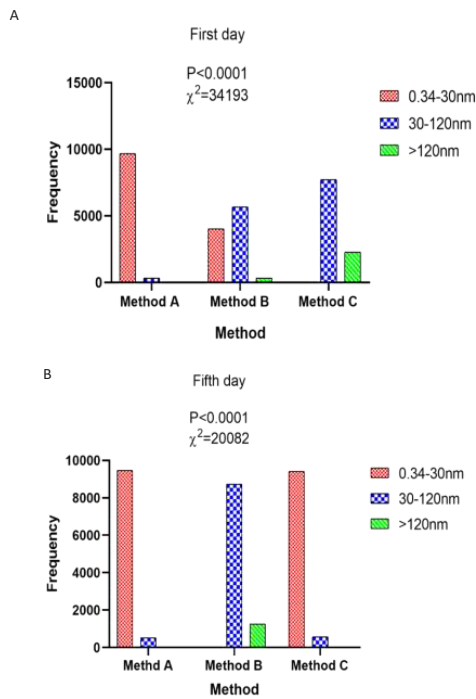 A
First day
P<0.0001
χ²=34193
15000
10000
5000
0
Frequency
Method A
Method B
Method C
Method
0.34-30nm
30-120nm
>120nm
B
Fifth day
P<0.0001
χ²=20082
10000
8000
6000
4000
2000
0
Frequency
Methd A
Method B
Method C
Method
0.34-30nm
30-120nm
>120nm